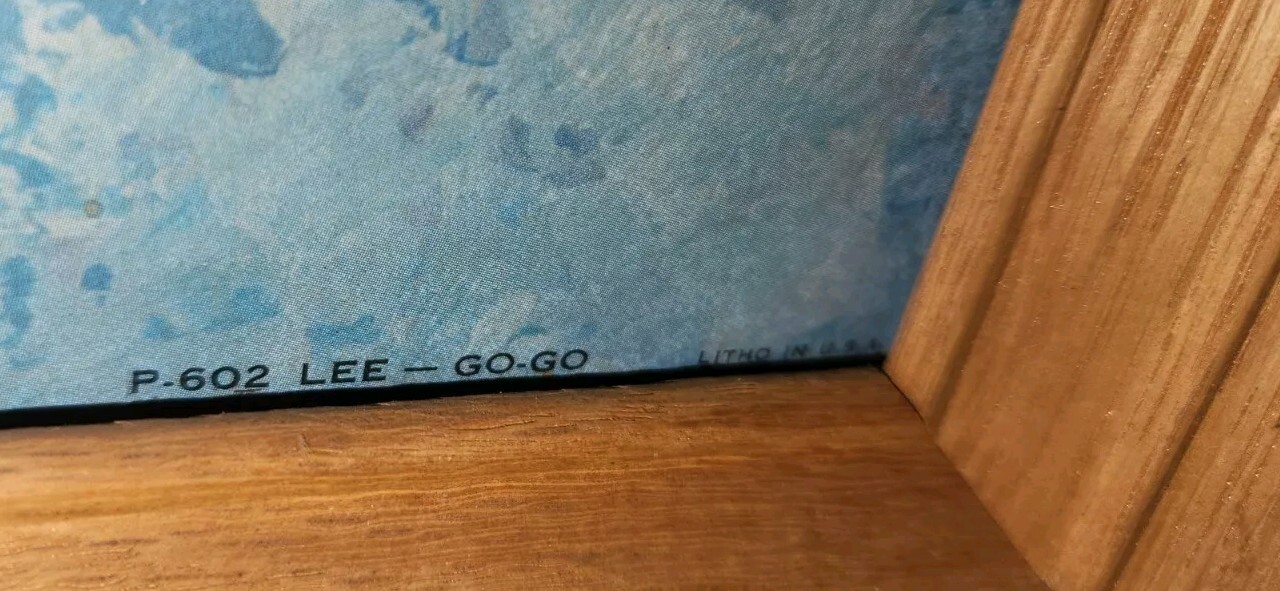 P-602 LEE — GO-GO
LITHO IN U.S.